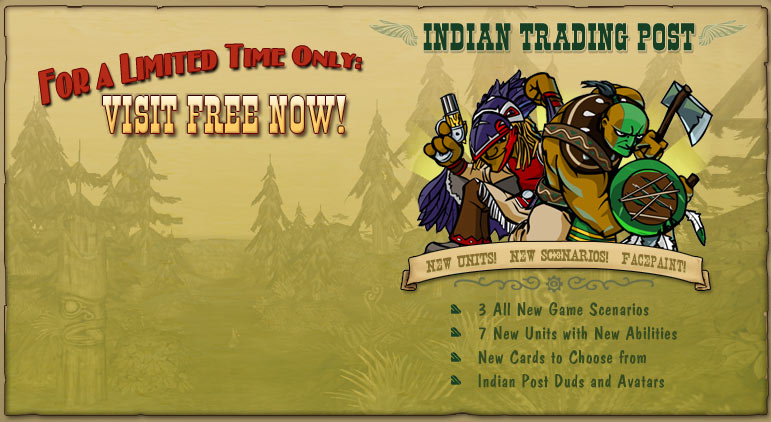 INDIAN TRADING POST
FOR A LIMITED TIME ONLY:
VISIT FREE NOW!
NEW UNITS! NEW SCENARIOS! FACEPAINT!
3 All New Game Scenarios
7 New Units with New Abilities
New Cards to Choose from
Indian Post Duds and Avatars